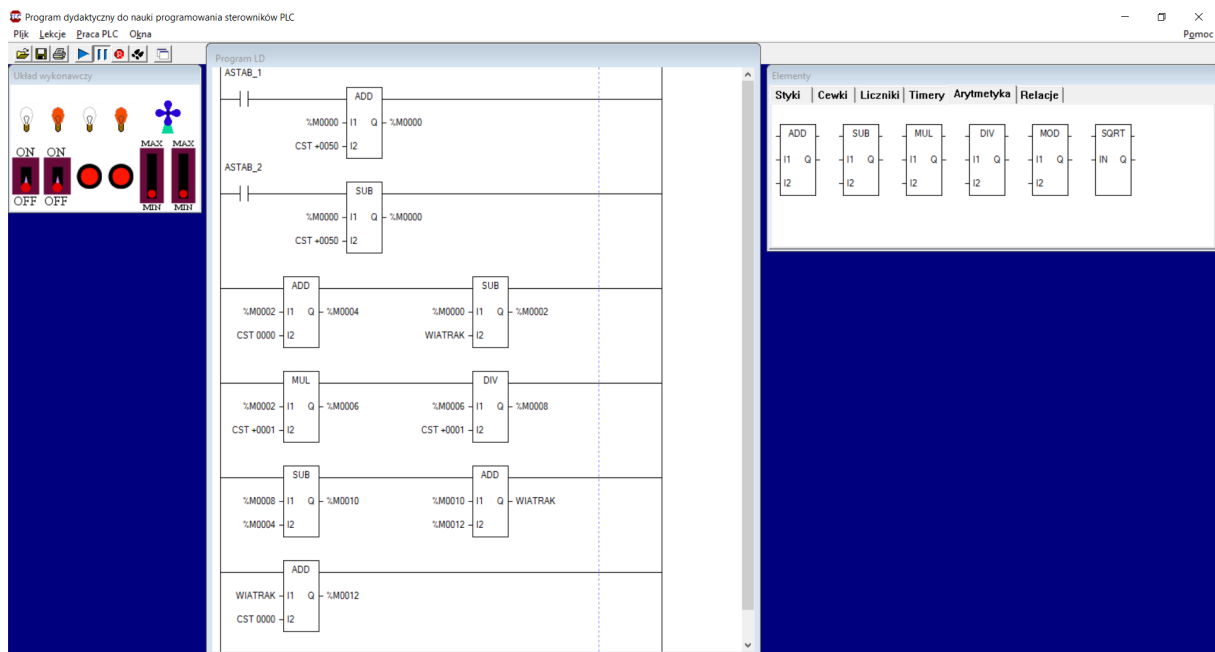 Program dydaktyczny do nauki programowania sterowników PLC
Plik Lekcje Praca PLC Okna Pomoc
Układ wykonawczy
ON ON MAX MAX
OFF OFF MIN MIN
Program LD
ASTAB_1
ADD
%M0000 I1 Q %M0000
CST +0050 I2
ASTAB_2
SUB
%M0000 I1 Q %M0000
CST +0050 I2
ADD SUB
%M0002 I1 Q %M0004 %M0000 I1 Q %M0002
CST 0000 I2 WIATRAK I2
MUL DIV
%M0002 I1 Q %M0006 %M0006 I1 Q %M0008
CST +0001 I2 CST +0001 I2
SUB ADD
%M0008 I1 Q %M0010 %M0010 I1 Q WIATRAK
%M0004 I2 %M0012 I2
ADD
WIATRAK I1 Q %M0012
CST 0000 I2
Elementy
Styki Cewki Liczniki Timery Arytmetyka Relacje
ADD SUB MUL DIV MOD SQRT
I1 Q I1 Q I1 Q I1 Q I1 Q IN Q
I2 I2 I2 I2 I2